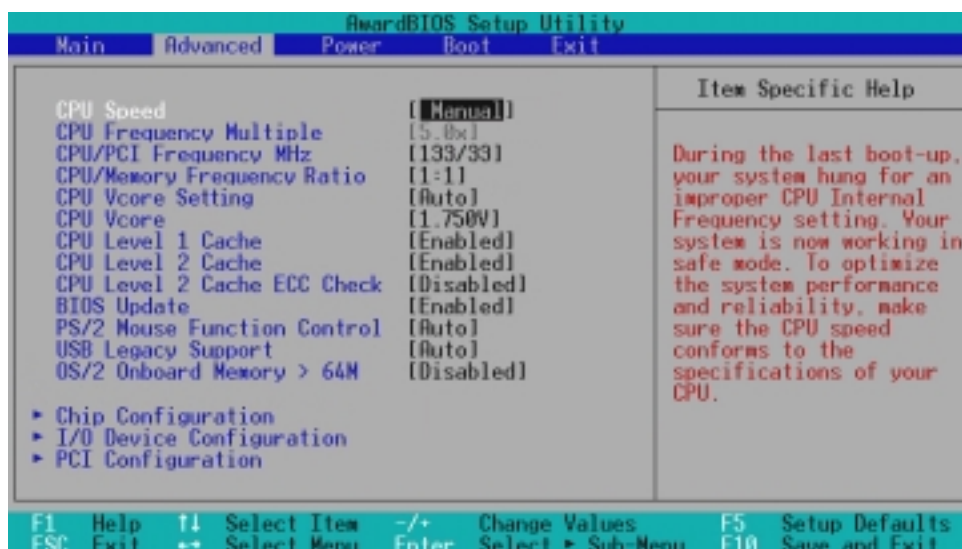 AwardBIOS Setup Utility
Main Advanced Power Boot Exit
CPU Speed [ Manual]
CPU Frequency Multiple [5.0x]
CPU/PCI Frequency MHz [133/33]
CPU/Memory Frequency Ratio [1:1]
CPU Vcore Setting [Auto]
CPU Vcore [1.750V]
CPU Level 1 Cache [Enabled]
CPU Level 2 Cache [Enabled]
CPU Level 2 Cache ECC Check [Disabled]
BIOS Update [Enabled]
PS/2 Mouse Function Control [Auto]
USB Legacy Support [Auto]
OS/2 Onboard Memory > 64M [Disabled]
► Chip Configuration
► I/O Device Configuration
► PCI Configuration
Item Specific Help
During the last boot-up,
your system hung for an
improper CPU Internal
Frequency setting. Your
system is now working in
safe mode. To optimize
the system performance
and reliability, make
sure the CPU speed
conforms to the
specifications of your
CPU.
F1 Help ↑↓ Select Item -/+ Change Values F5 Setup Defaults
ESC Exit ←→ Select Menu Enter Select ► Sub-Menu F10 Save and Exit